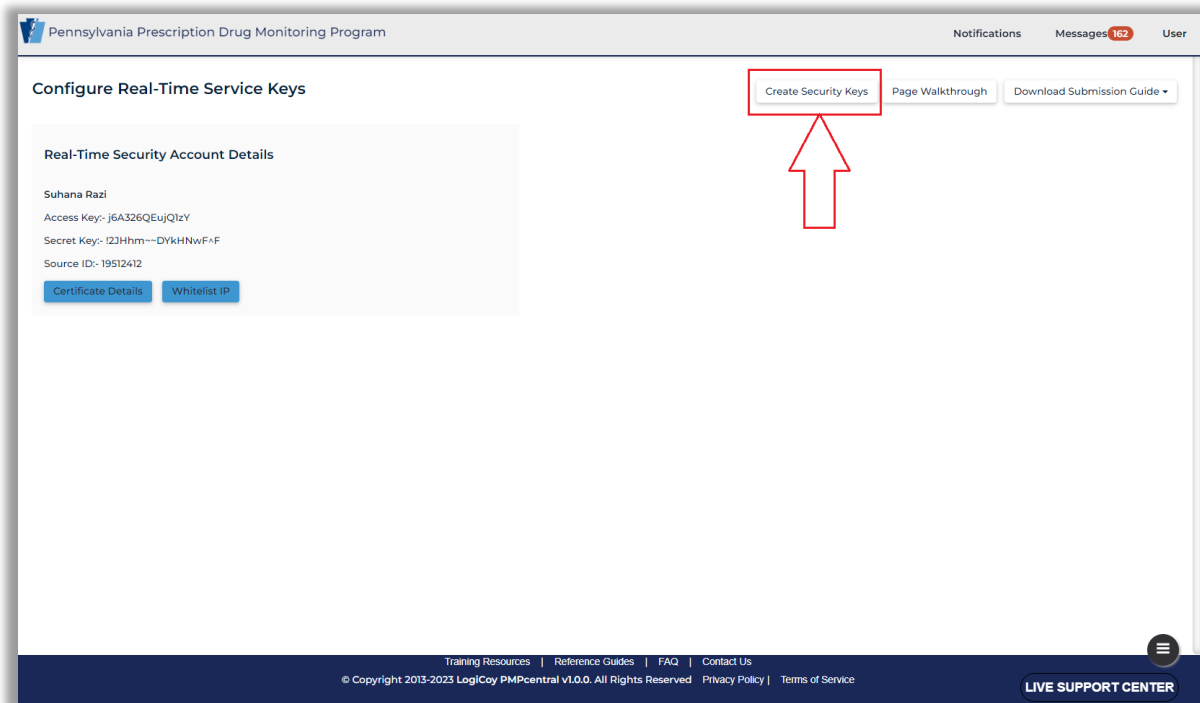 Pennsylvania Prescription Drug Monitoring Program
Notifications
Messages 162
User
Configure Real-Time Service Keys
Create Security Keys
Page Walkthrough
Download Submission Guide
Real-Time Security Account Details
Suhana Razi
Access Key:- j6A326QEujQ1zY
Secret Key:- !2JHhm~~DYkHNwF^F
Source ID:- 19512412
Certificate Details
Whitelist IP
Training Resources | Reference Guides | FAQ | Contact Us
© Copyright 2013-2023 LogiCoy PMPcentral v1.0.0. All Rights Reserved Privacy Policy | Terms of Service
LIVE SUPPORT CENTER